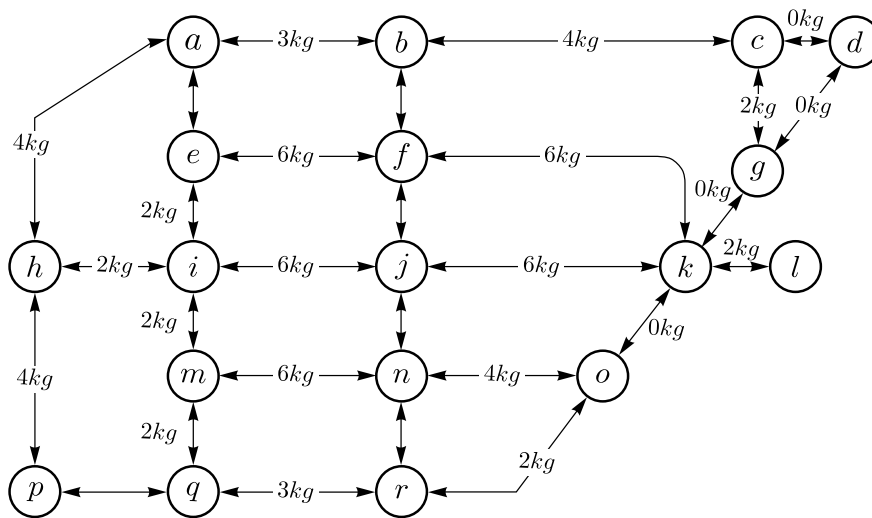 0kg
a 3kg b 4kg c d
2kg 0kg
4kg e 6kg f 6kg g
2kg 0kg
h 2kg i 6kg j 6kg k 2kg l
2kg 0kg
4kg m 6kg n 4kg o
2kg 2kg
p q 3kg r